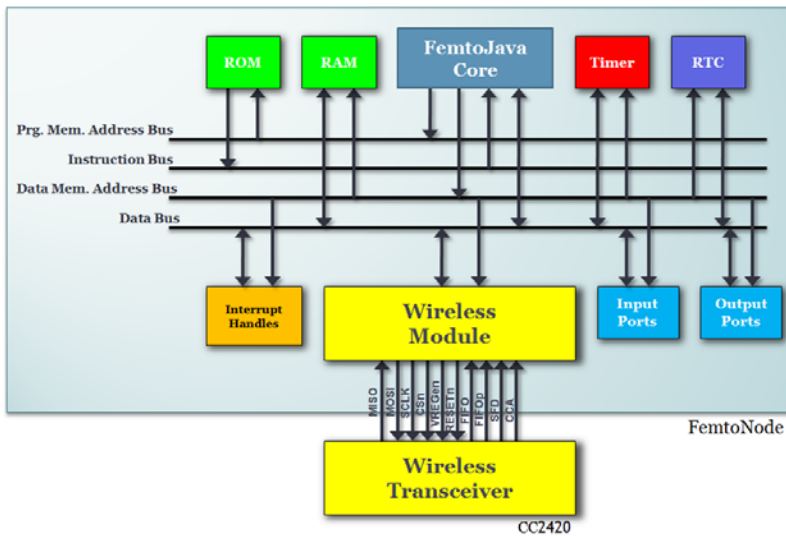 ROM
RAM
FemtoJava
Core
Timer
RTC
Prg. Mem. Address Bus
Instruction Bus
Data Mem. Address Bus
Data Bus
Interrupt
Handles
Wireless
Module
Input
Ports
Output
Ports
MISO
MOSI
SCLK
CSn
VREGen
RESETn
FIFO
FIFOp
SFD
CCA
FemtoNode
Wireless
Transceiver
CC2420